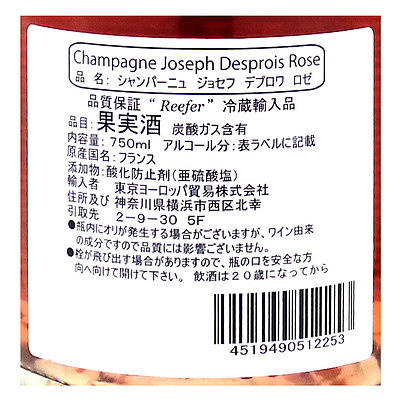 Champagne Joseph Desprois Rose
品 名: シャンパーニュ ジョセフ デプロワ ロゼ
品質保証 “Reefer” 冷蔵輸入品
品目: 果実酒 炭酸ガス含有
内容量: 750ml アルコール分: 表ラベルに記載
原産国名: フランス
添加物: 酸化防止剤(亜硫酸塩)
輸入者 東京ヨーロッパ貿易株式会社
住所及び 神奈川県横浜市西区北幸
引取先 2-9-30 5F
●瓶内にオリが発生する場合がございますが、ワイン由来
の成分ですので品質には影響ございません。
●栓が飛び出す場合がありますので、瓶の口を安全な方
向へ向けて開けて下さい。 飲酒は20歳になってから
4519490512253